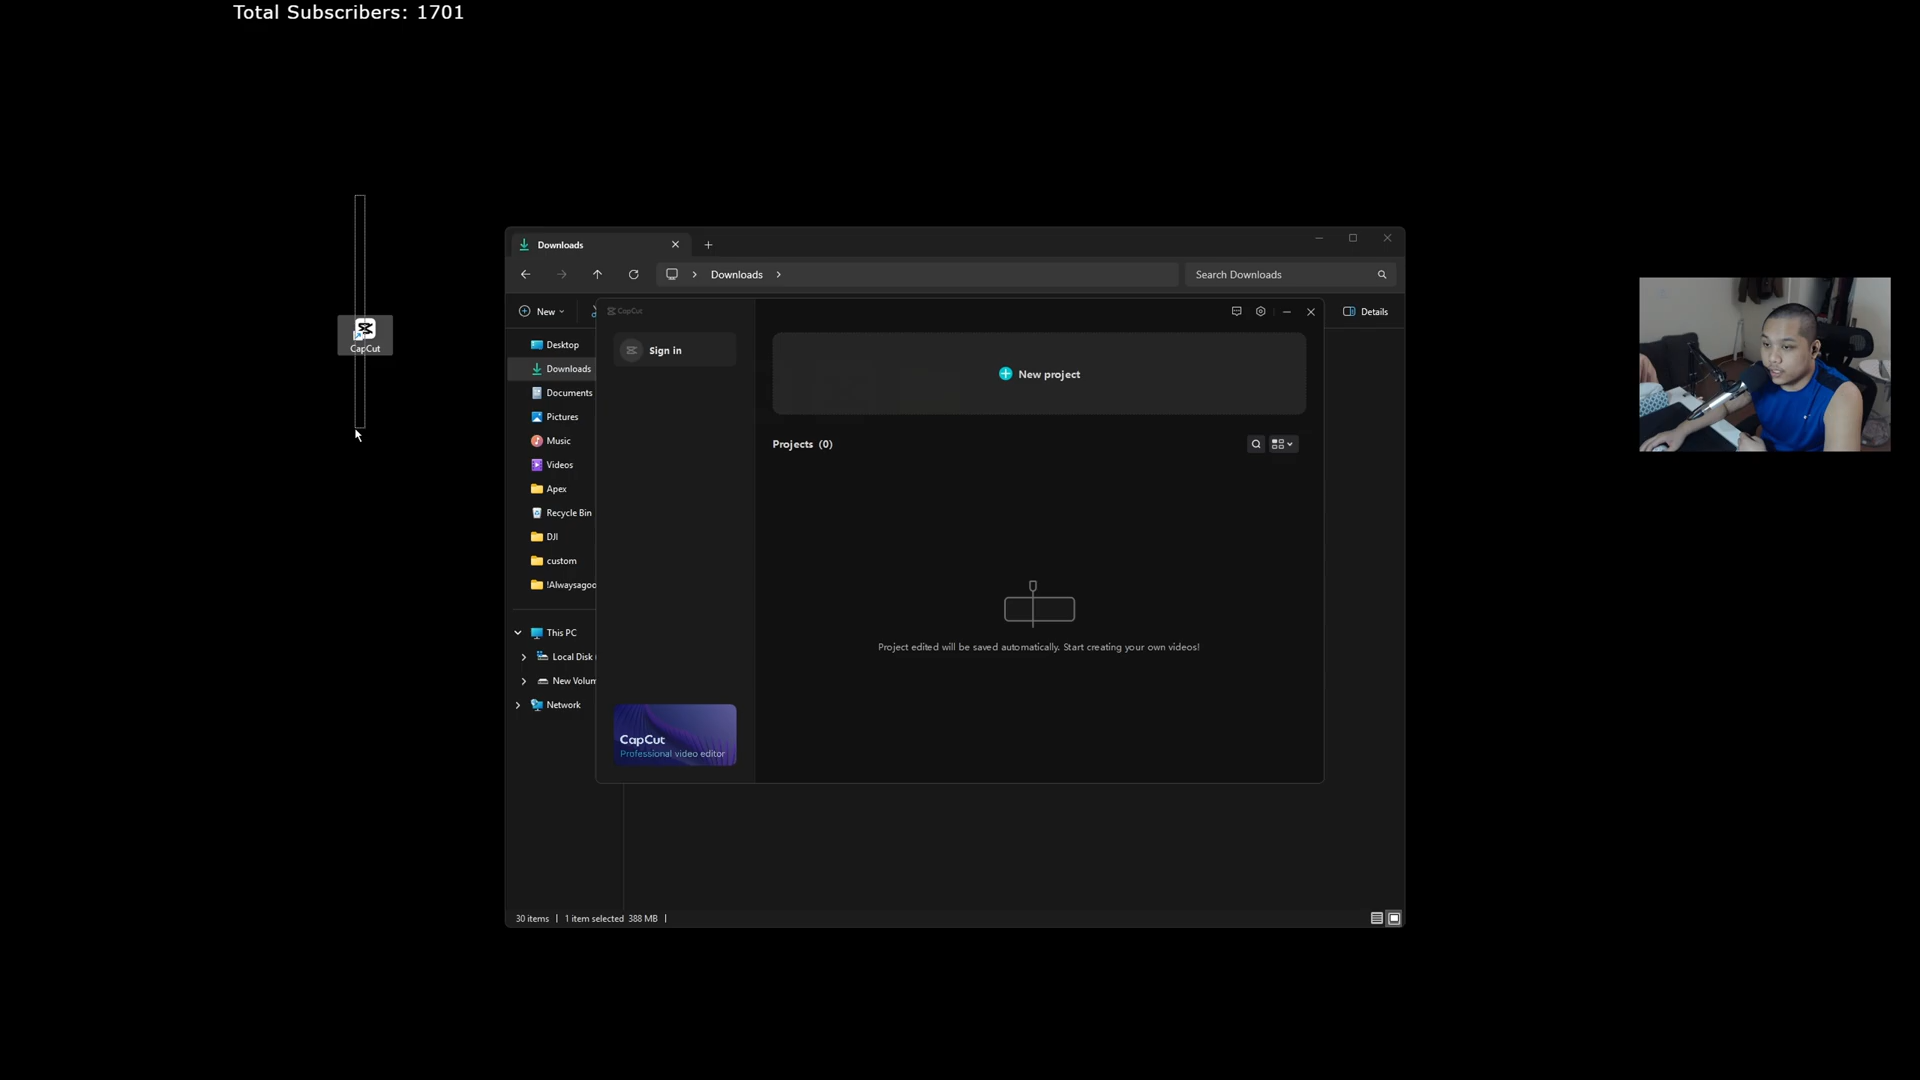 Total Subscribers: 1701
Downloads
Downloads
Search Downloads
New
Details
CapCut
Sign in
New project
Projects (0)
Project edited will be saved automatically. Start creating your own videos!
CapCut
Professional video editor
CapCut
Desktop
Downloads
Documents
Pictures
Music
Videos
Apex
Recycle Bin
DJI
custom
!Alwaysagoo
This PC
Local Disk
New Volum
Network
30 items
1 item selected 388 MB